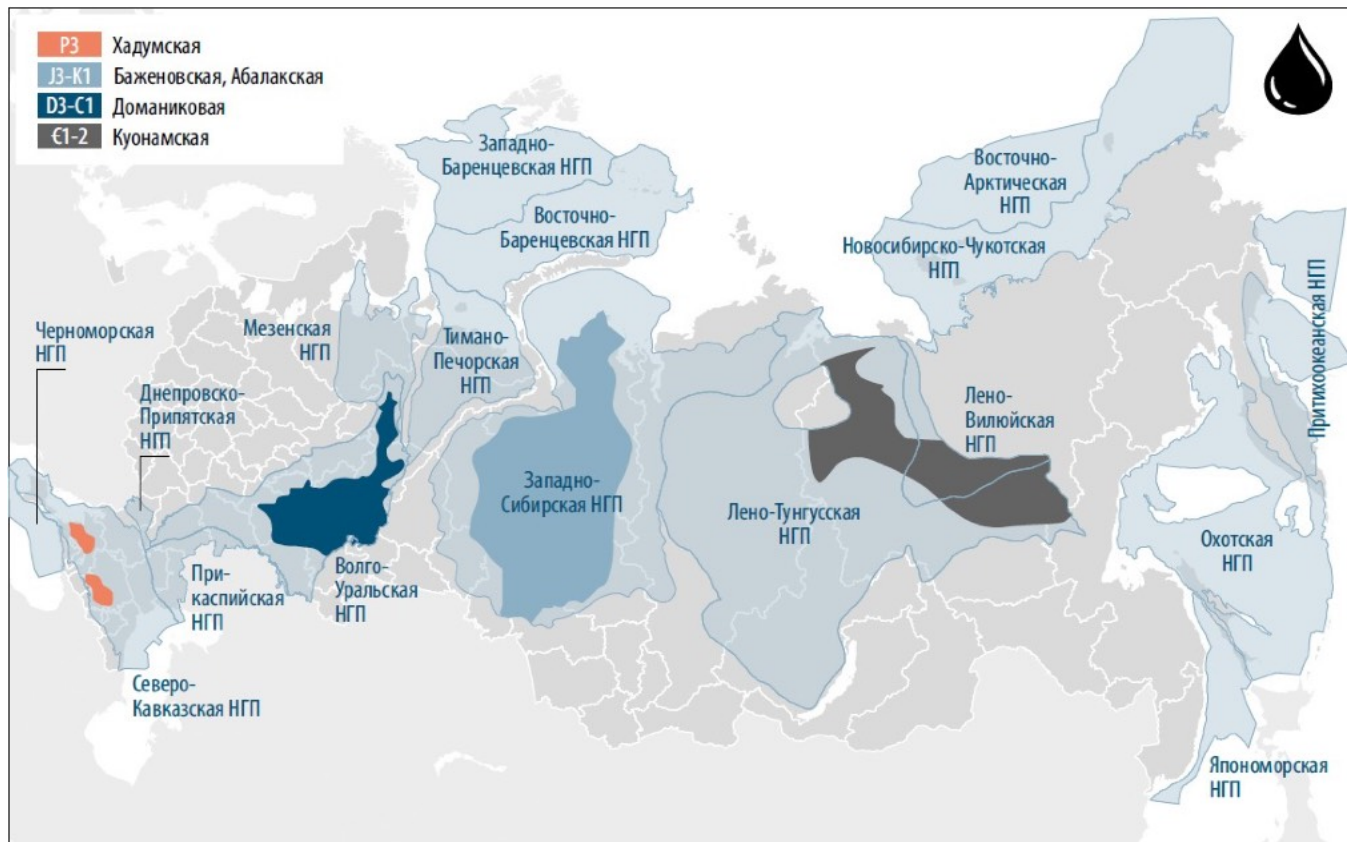 P3 Хадумская
J3-K1 Баженовская, Абалакская
D3-C1 Доманиковая
€1-2 Куонамская
Западно-
Баренцевская НГП
Восточно-
Баренцевская НГП
Восточно-
Арктическая
НГП
Новосибирско-Чукотская
НГП
Притихоокеанская НГП
Черноморская
НГП
Мезенская
НГП
Тимано-
Печорская
НГП
Днепровско-
Припятская
НГП
Лено-
Вилюйская
НГП
Западно-
Сибирская НГП
Лено-Тунгусская
НГП
Охотская
НГП
При-
каспийская
НГП
Волго-
Уральская
НГП
Северо-
Кавказская НГП
Япономорская
НГП